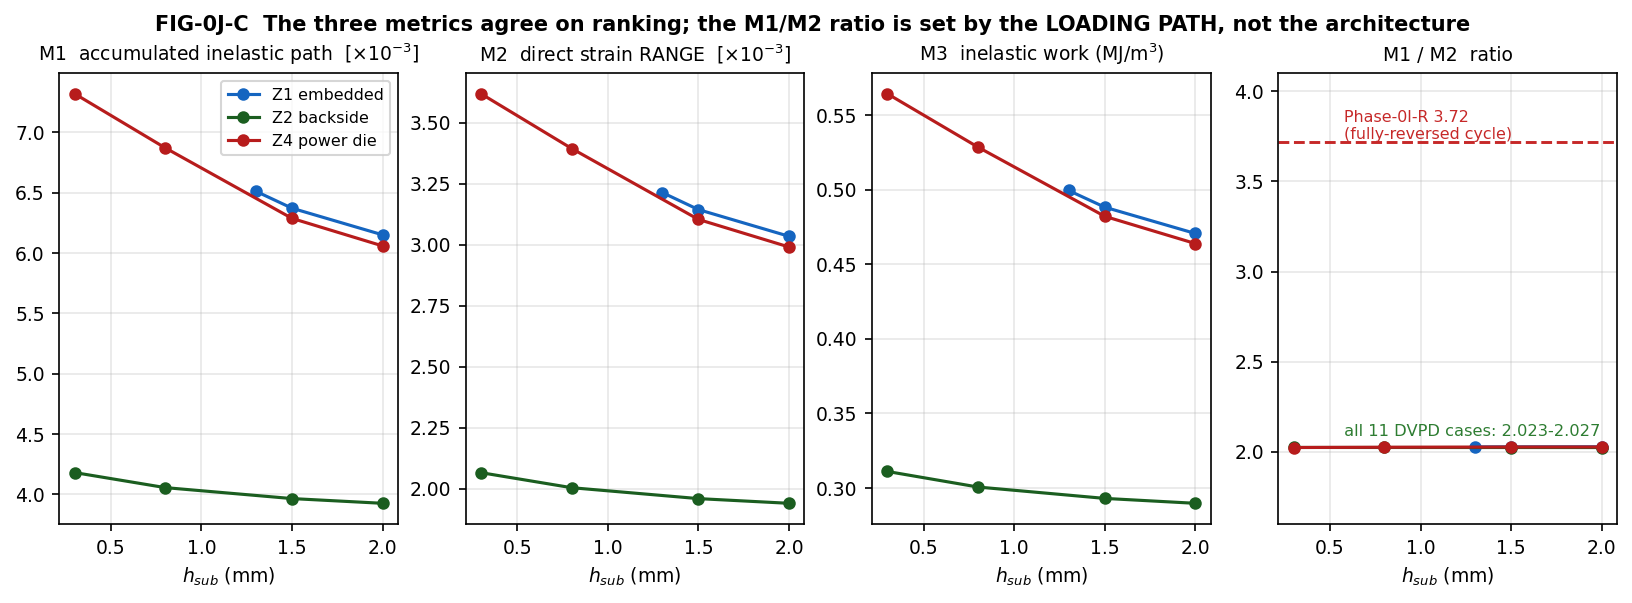 FIG-0J-C  The three metrics agree on ranking; the M1/M2 ratio is set by the LOADING PATH, not the architecture
M1  accumulated inelastic path  [×10⁻³]
7.0
6.5
6.0
5.5
5.0
4.5
4.0
Z1 embedded
Z2 backside
Z4 power die
0.5 1.0 1.5 2.0
h_sub (mm)
M2  direct strain RANGE  [×10⁻³]
3.50
3.25
3.00
2.75
2.50
2.25
2.00
0.5 1.0 1.5 2.0
h_sub (mm)
M3  inelastic work (MJ/m³)
0.55
0.50
0.45
0.40
0.35
0.30
0.5 1.0 1.5 2.0
h_sub (mm)
M1 / M2  ratio
4.0
3.5
3.0
2.5
2.0
Phase-0I-R 3.72
(fully-reversed cycle)
all 11 DVPD cases: 2.023-2.027
0.5 1.0 1.5 2.0
h_sub (mm)